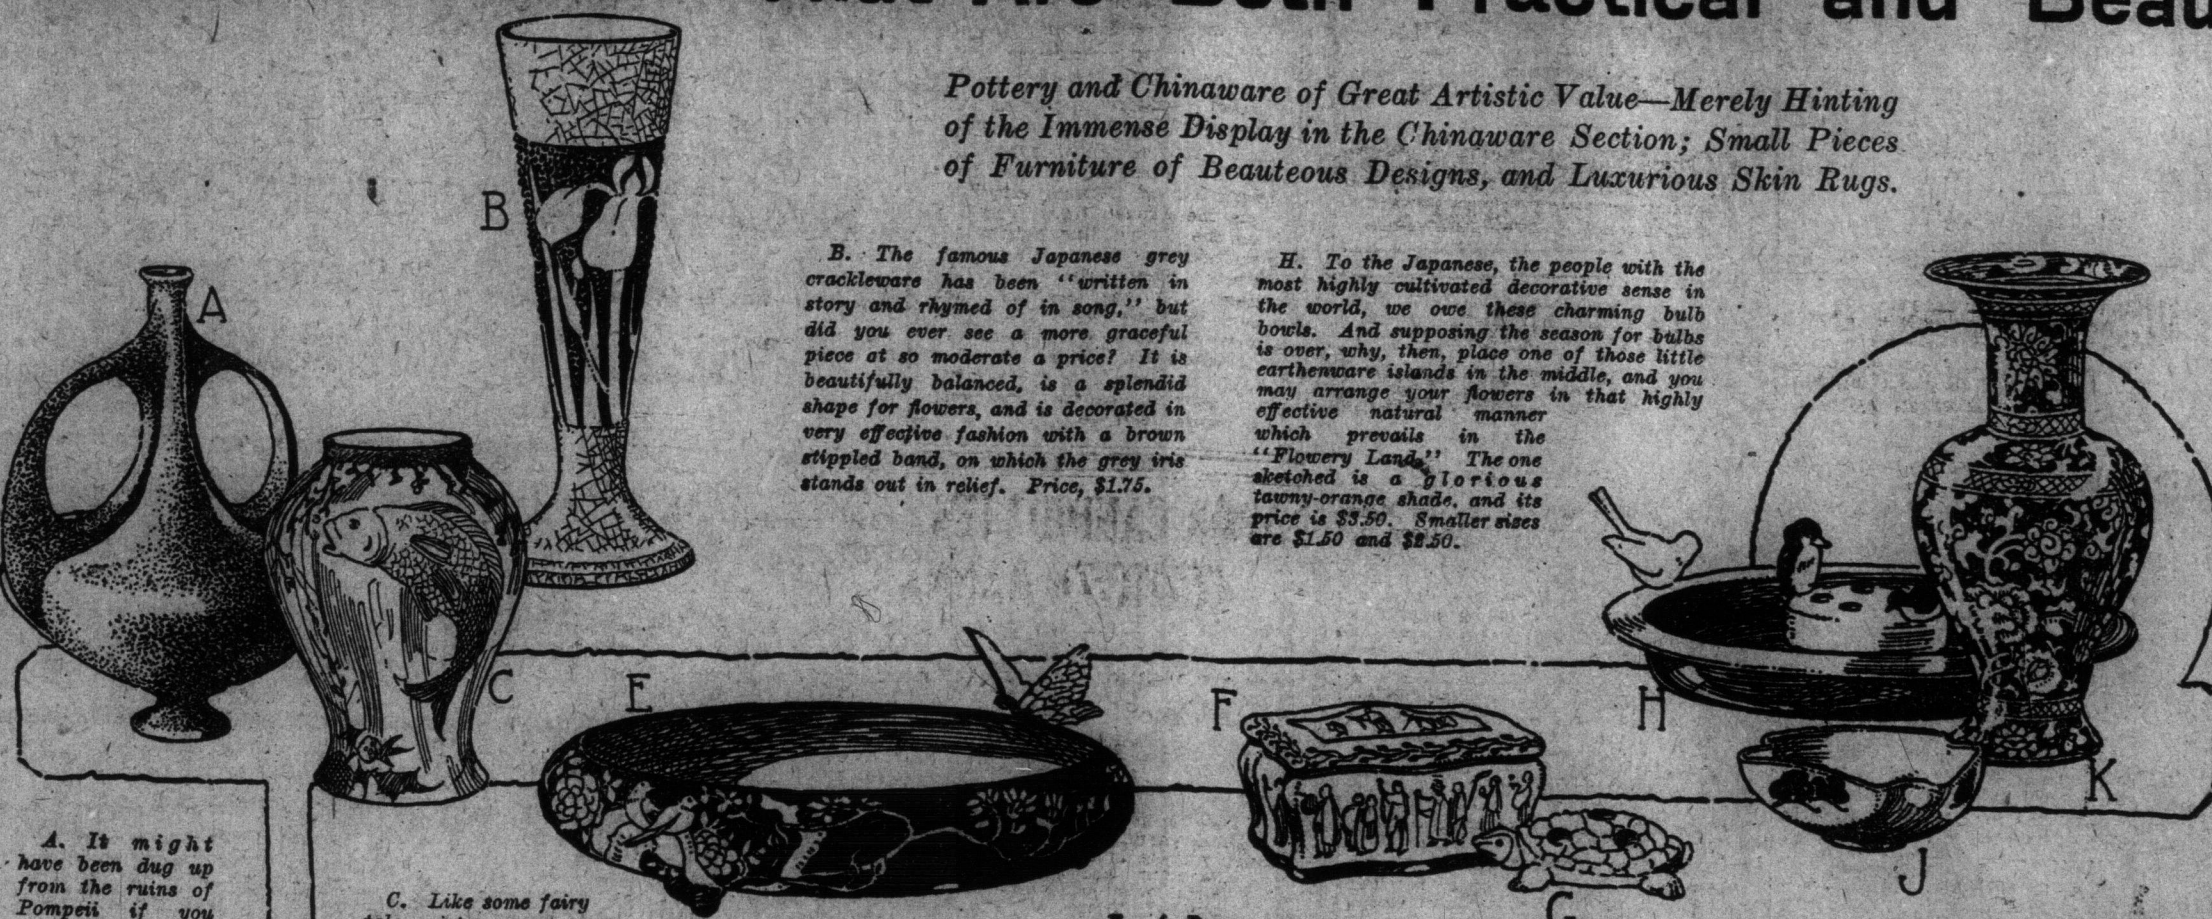 Both Practical and
Pottery and Chinaware of Great Artistic Value—Merely Hinting
of the Immense Display in the Chinaware Section; Small Pieces
of Furniture of Beauteous Designs, and Luxurious Skin Rugs.
B
A
B. The famous Japanese grey
crackleware has been "written in
story and rhymed of in song," but
did you ever see a more graceful
piece at so moderate a price? It is
beautifully balanced, is a splendid
shape for flowers, and is decorated in
very effective fashion with a brown
stippled band, on which the grey iris
stands out in relief. Price, $1.75.
H. To the Japanese, the people with the
most highly cultivated decorative sense in
the world, we owe these charming bulb
bowls. And supposing the season for bulbs
is over, why, then, place one of those little
earthenware islands in the middle, and you
may arrange your flowers in that highly
effective natural manner
which prevails in the
"Flowery Land." The one
sketched is a glorious
tawny-orange shade, and its
price is $3.50. Smaller sizes
are $1.50 and $2.50.
C
E
F
H
K
J
G
A. It might
have been dug up
from the ruins of
Pompeii if you
C. Like some fairy